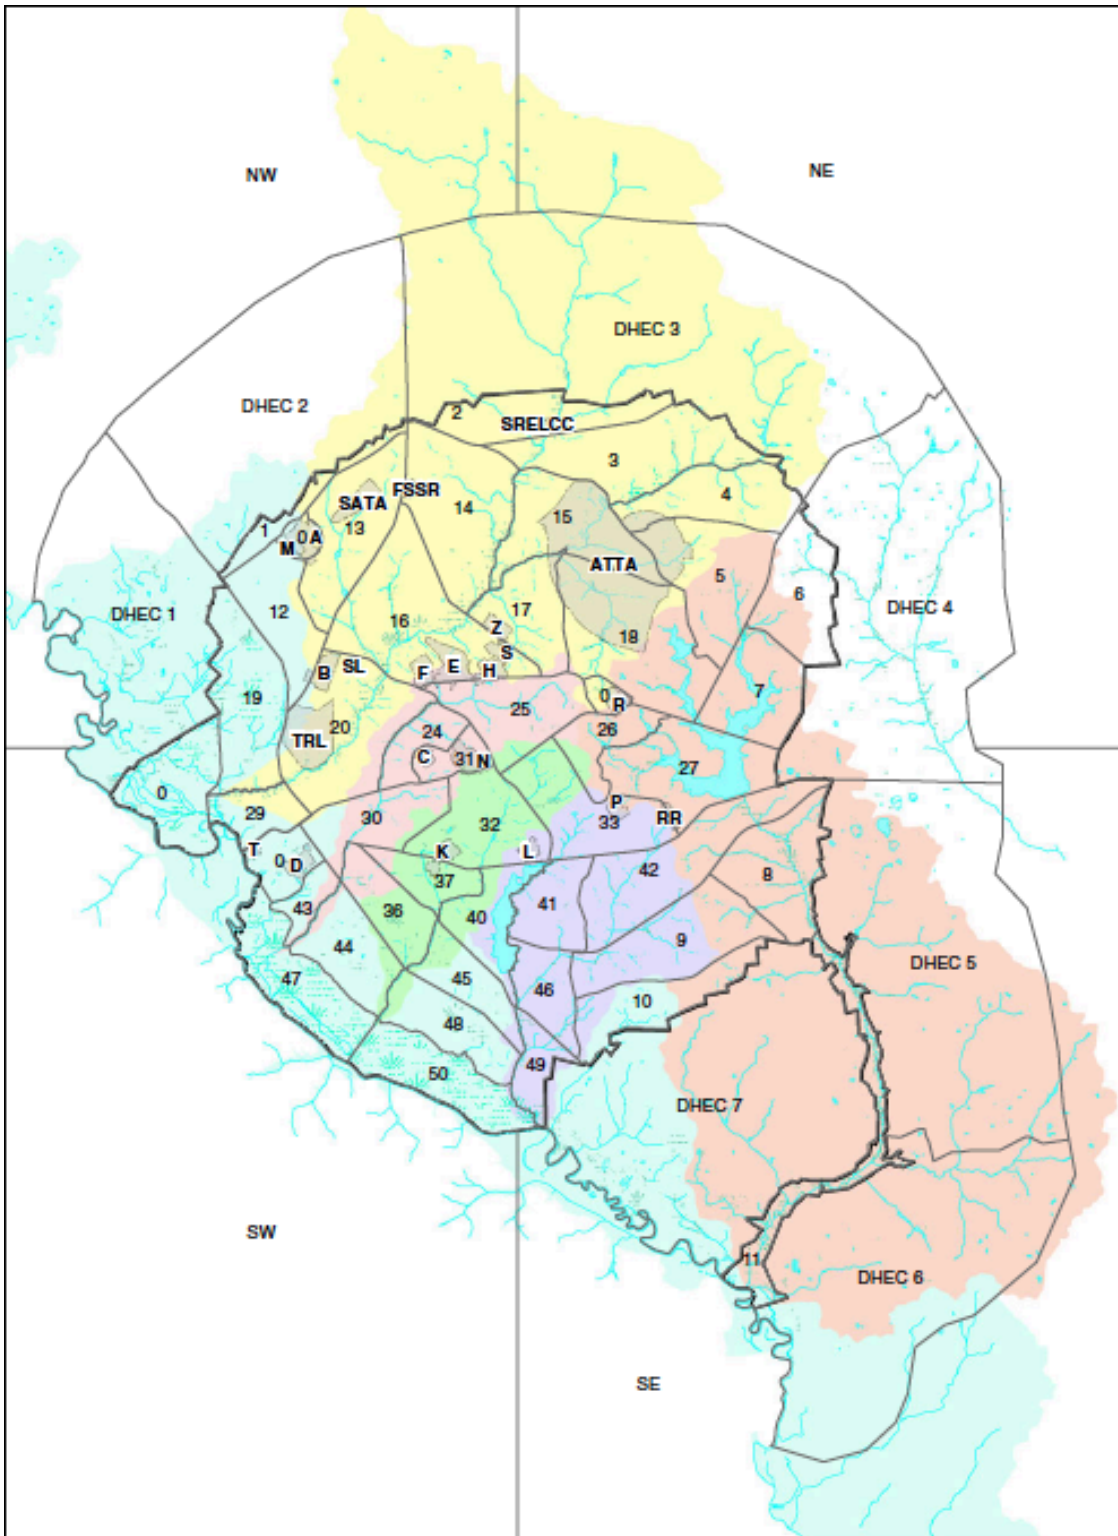 NW
NE
DHEC 3
DHEC 2
2
SRELCC
3
FSSR
SATA
14
4
15
13
1
0 A
M
ATTA
5
6
DHEC 4
DHEC 1
12
17
16
Z
18
S
SL
E
H
B
F
7
19
0
R
25
20
24
26
TRL
C
31
N
27
0
P
29
30
RR
32
33
T
K
L
0
D
42
8
37
43
36
40
41
44
9
DHEC 5
47
45
46
10
48
49
50
DHEC 7
SW
11
DHEC 6
SE